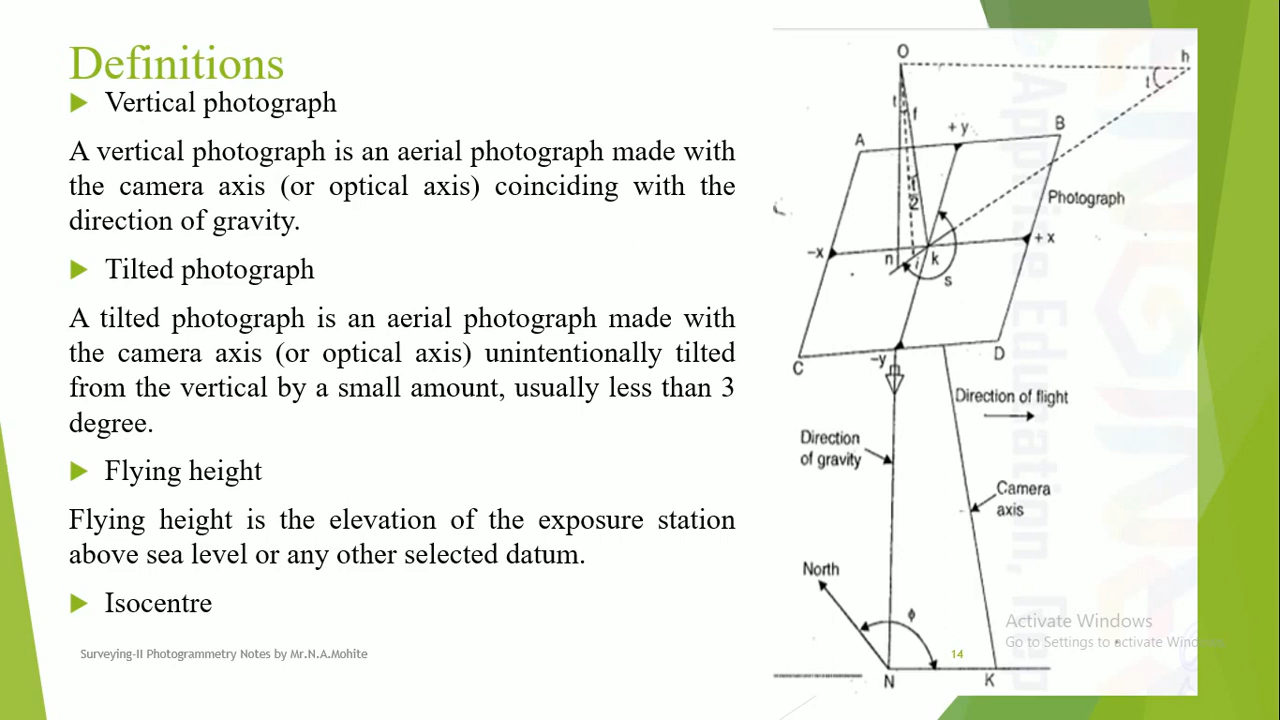 Definitions
Vertical photograph
A vertical photograph is an aerial photograph made with
the camera axis (or optical axis) coinciding with the
direction of gravity.
Tilted photograph
A tilted photograph is an aerial photograph made with
the camera axis (or optical axis) unintentionally tilted
from the vertical by a small amount, usually less than 3
degree.
Flying height
Flying height is the elevation of the exposure station
above sea level or any other selected datum.
Isocentre
Surveying-II Photogrammetry Notes by Mr.N.A.Mohite
14
O
h
t
t
f
+y
A
B
t
2
Photograph
-x
+x
n
i
k
s
C
-y
D
Direction of flight
Direction
of gravity
Camera
axis
North
ϕ
N
K
Activate Windows
Go to Settings to activate Windows